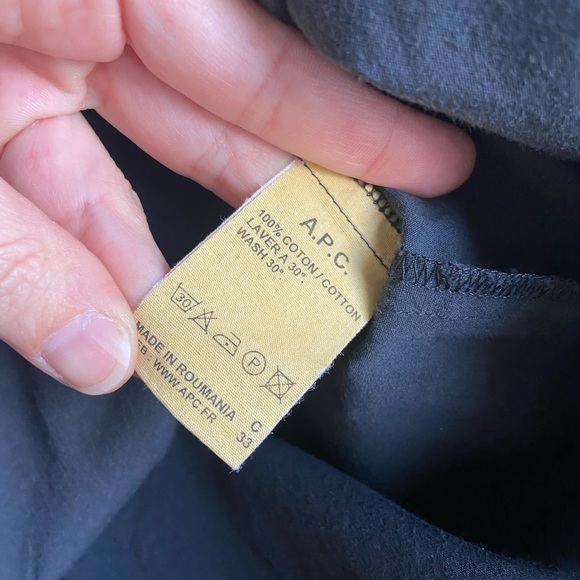 A.P.C.
100% COTON / COTTON
LAVER A 30°.
WASH 30°.
30 P
MADE IN ROUMANIA C
WWW.APC.FR 33